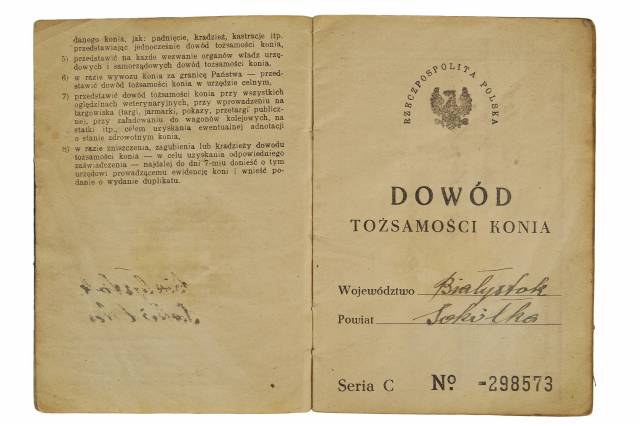 danego konia, jak: padnięcie, kradzież, kastracje itp.
przedstawiając jednocześnie dowód tożsamości konia,
5) przedstawić na każde wezwanie organów władz urzę-
dowych i samorządowych dowód tożsamości konia.
6) w razie wywozu konia za granicę Państwa — przed-
stawić dowód tożsamości konia w urzędzie celnym,
7) przedstawić dowód tożsamości konia przy wszystkich
oględzinach weterynaryjnych, przy wprowadzeniu na
targowiska (targi, jarmarki, pokazy, przetargi publicz-
ne), przy załadowaniu do wagonów kolejowych, na
statki itp., celem uzyskania ewentualnej adnotacji
o stanie zdrowotnym konia,
8) w razie zniszczenia, zagubienia lub kradzieży dowodu
tożsamości konia — w celu uzyskania odpowiedniego
zaświadczenia — najdalej do dni 7-miu donieść o tym
urzędowi prowadzącemu ewidencję koni i wnieść po-
danie o wydanie duplikatu.
RZECZPOSPOLITA POLSKA
DOWÓD
TOŻSAMOŚCI KONIA
Województwo Białystok
Powiat Sokółka
Seria C № -298573